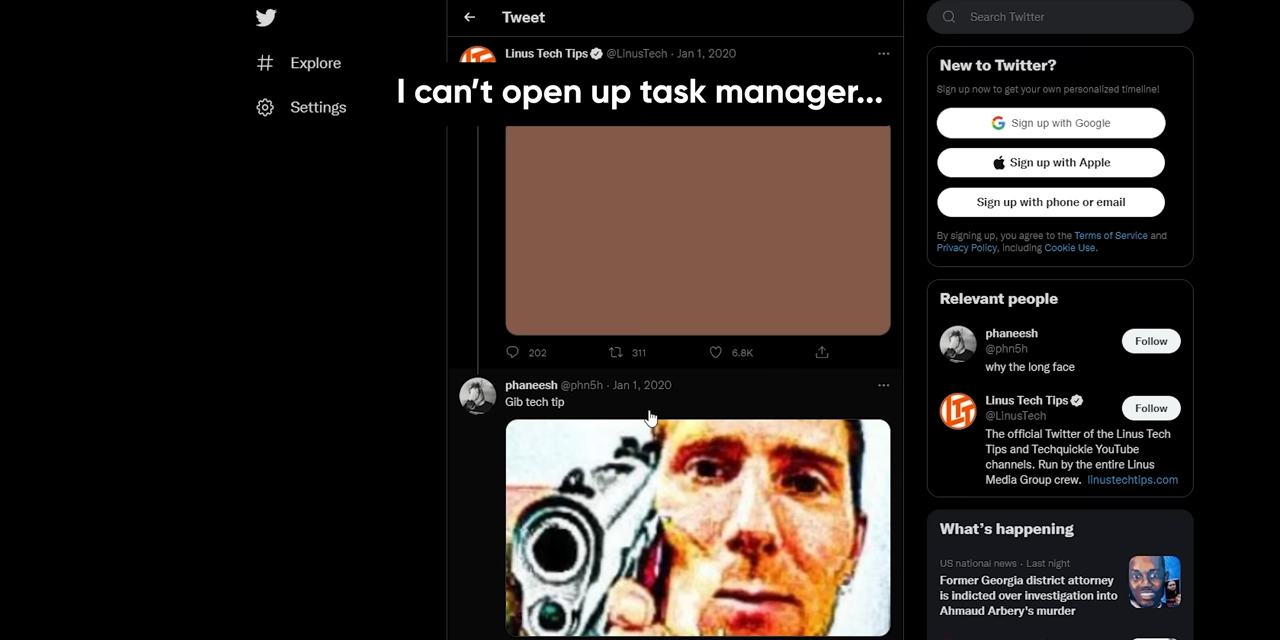 Tweet
Search Twitter
Explore
Settings
Linus Tech Tips @LinusTech · Jan 1, 2020
I can't open up task manager...
202 311 6.8K
phaneesh @phn5h · Jan 1, 2020
Gib tech tip
New to Twitter?
Sign up now to get your own personalized timeline!
Sign up with Google
Sign up with Apple
Sign up with phone or email
By signing up, you agree to the Terms of Service and
Privacy Policy, including Cookie Use.
Relevant people
phaneesh
@phn5h
Follow
why the long face
Linus Tech Tips
@LinusTech
Follow
The official Twitter of the Linus Tech
Tips and Techquickie YouTube
channels. Run by the entire Linus
Media Group crew. linustechtips.com
What's happening
US national news · Last night
Former Georgia district attorney
is indicted over investigation into
Ahmaud Arbery's murder